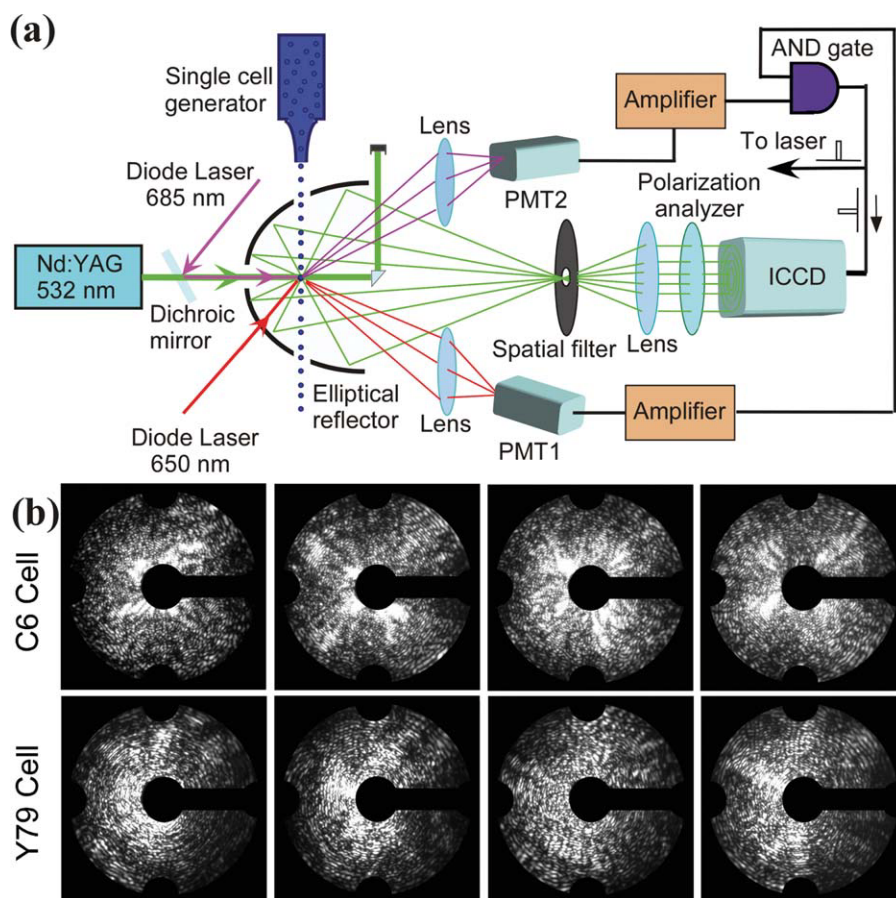 (a)
Single cell
generator
Diode Laser
685 nm
Nd:YAG
532 nm
Dichroic
mirror
Diode Laser
650 nm
Elliptical
reflector
Lens
PMT2
Amplifier
AND gate
To laser
Polarization
analyzer
ICCD
Spatial filter
Lens
Lens
PMT1
Amplifier
(b)
C6 Cell
Y79 Cell